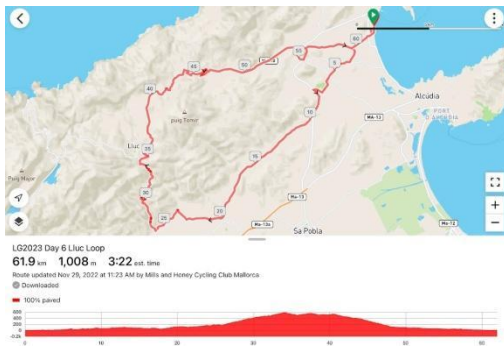 60
55
5
50
45
40
10
Alcúdia
PORT D'ALCÚDIA
puig Tomir
Ma-13
Lluc
35
15
Puig Major
30
25
20
Ma-13a
Sa Pobla
LG2023 Day 6 Lluc Loop
61.9 km 1,008 m 3:22 est. time
Route updated Nov 29, 2022 at 11:23 AM by Mills and Honey Cycling Club Mallorca
Downloaded
100% paved
0 10 20 30 40 50 60